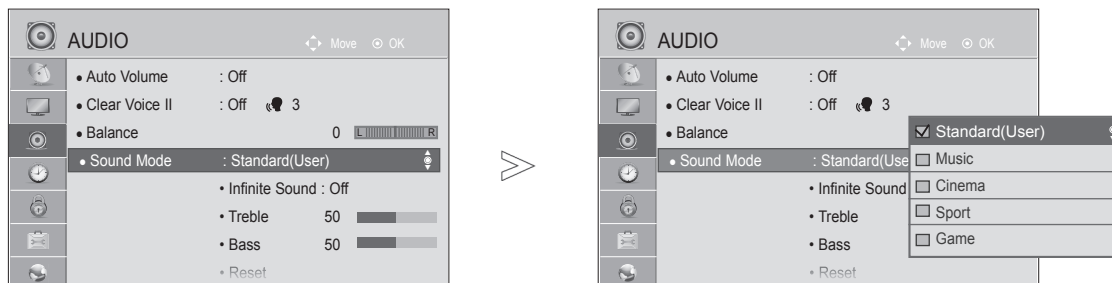 AUDIO
Move OK
• Auto Volume : Off
• Clear Voice II : Off 3
• Balance 0 L R
• Sound Mode : Standard(User)
• Infinite Sound : Off
• Treble 50
• Bass 50
• Reset
AUDIO
Move OK
• Auto Volume : Off
• Clear Voice II : Off 3
• Balance
• Sound Mode : Standard(Use
• Infinite Sound
• Treble
• Bass
• Reset
Standard(User)
Music
Cinema
Sport
Game